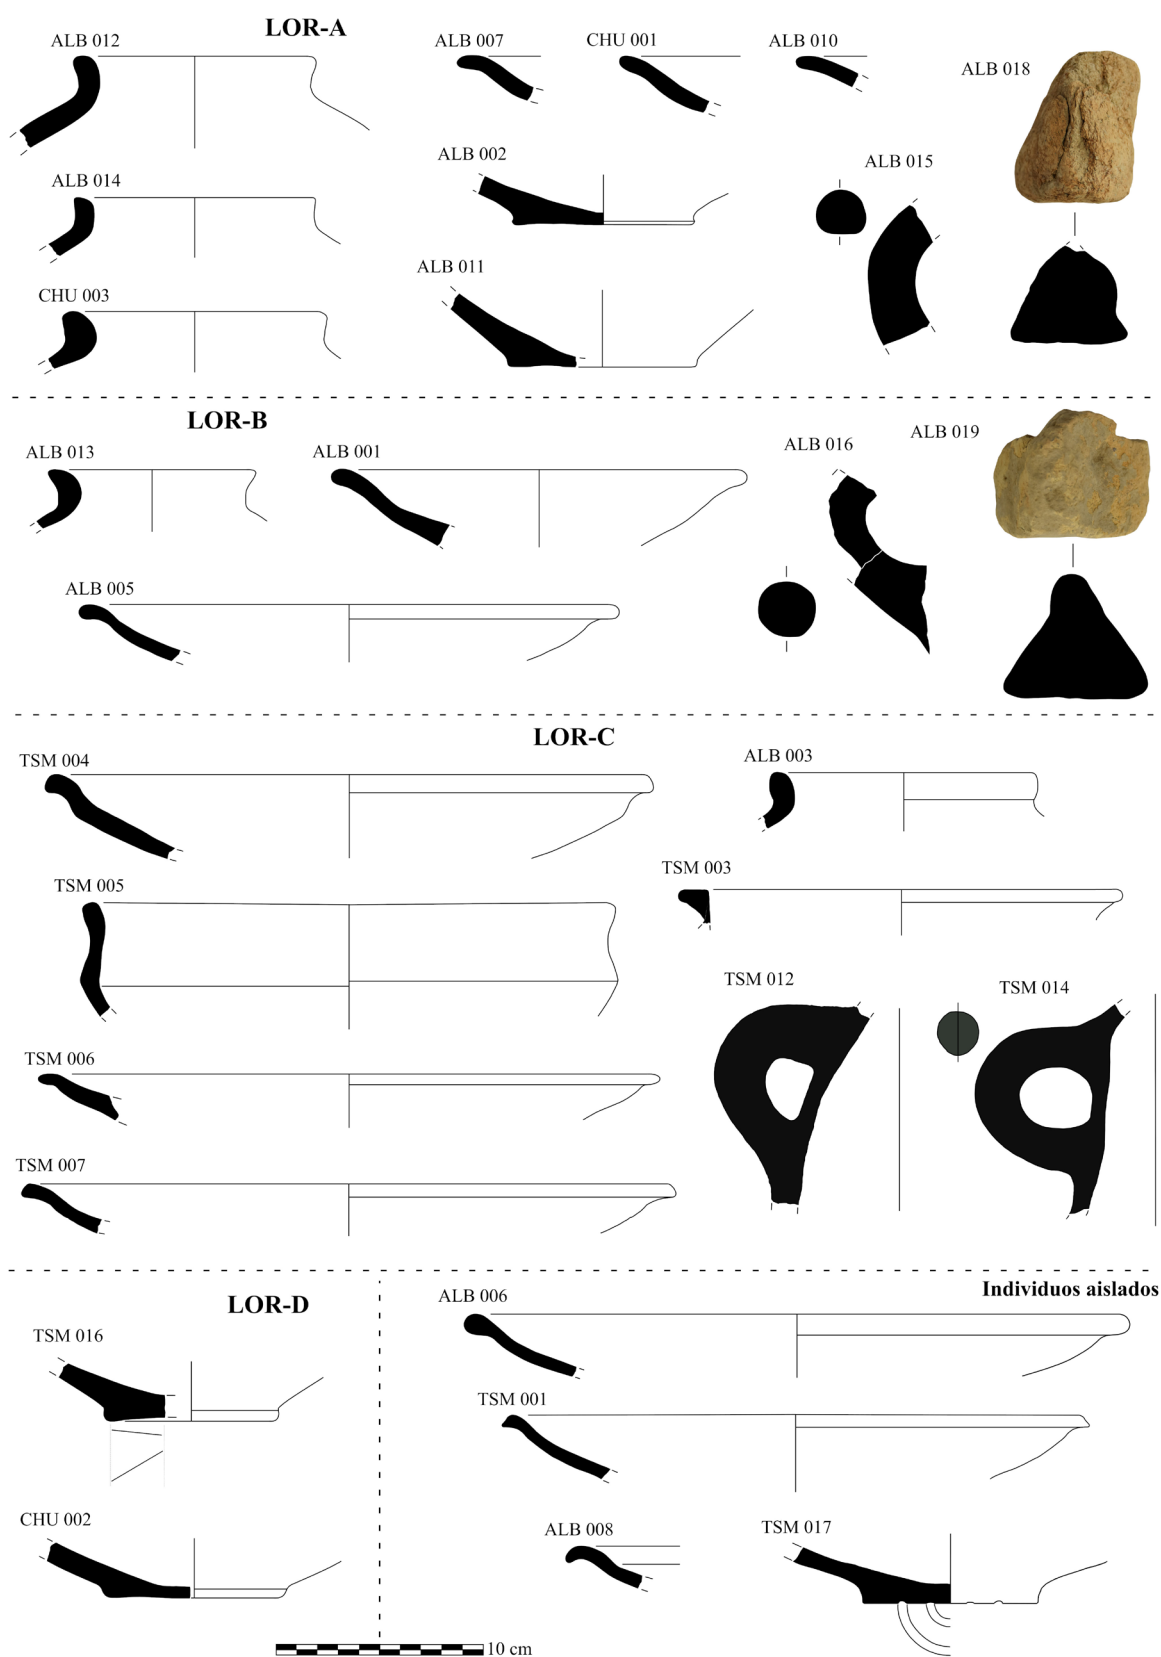 LOR-A
ALB 012
ALB 007
CHU 001
ALB 010
ALB 018
ALB 002
ALB 015
ALB 014
ALB 011
CHU 003
LOR-B
ALB 013
ALB 001
ALB 016
ALB 019
ALB 005
LOR-C
TSM 004
ALB 003
TSM 003
TSM 005
TSM 012
TSM 014
TSM 006
TSM 007
LOR-D
Individuos aislados
ALB 006
TSM 016
TSM 001
CHU 002
ALB 008
TSM 017
10 cm